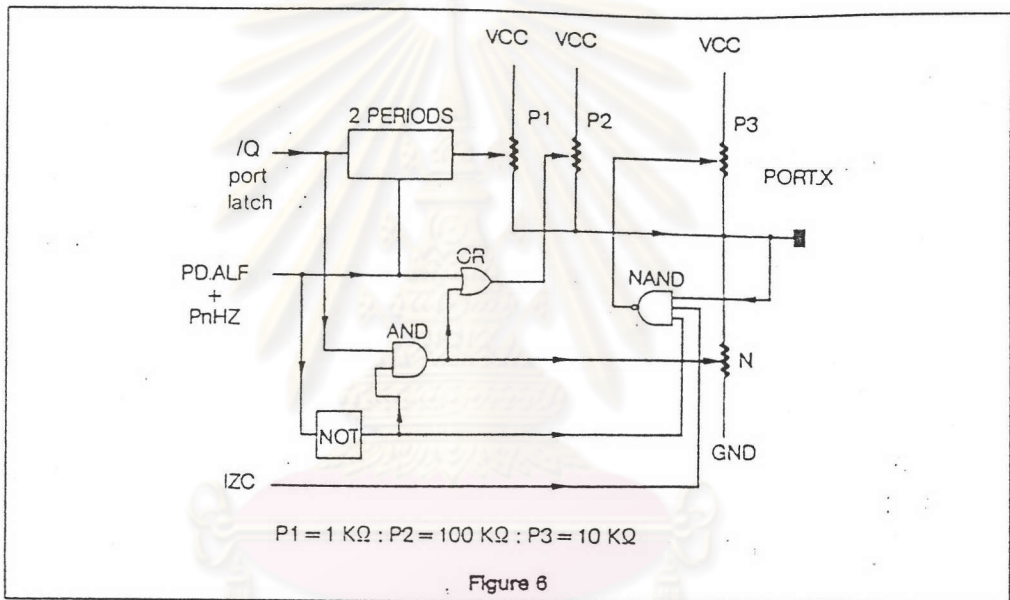 VCC VCC VCC
2 PERIODS
P1 P2 P3
/Q
port
latch
PORT.X
PD.ALF
+
PnHZ
OR
NAND
AND
N
NOT
GND
IZC
P1 = 1 KΩ : P2 = 100 KΩ ; P3 = 10 KΩ
Figure 6